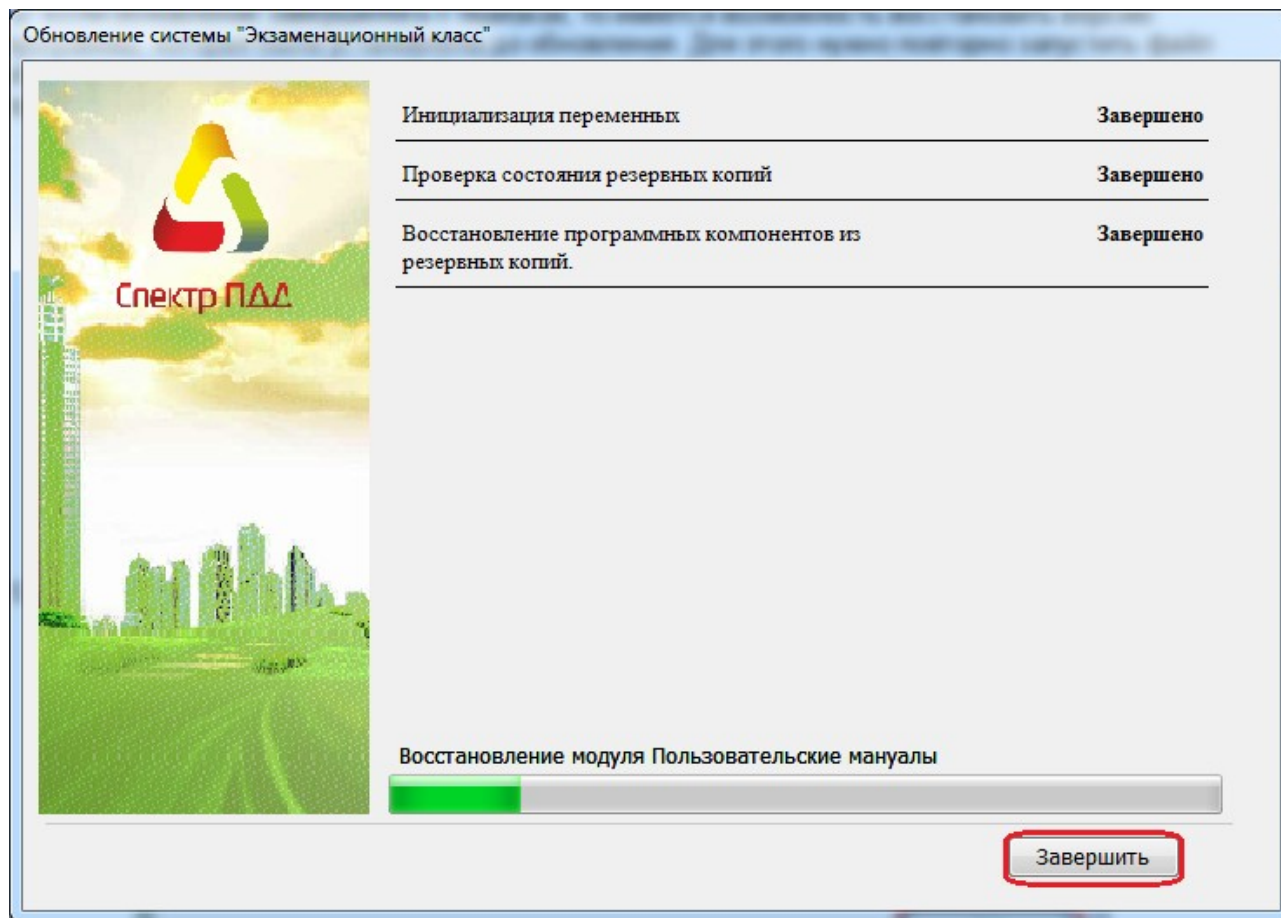 Обновление системы "Экзаменационный класс"
Инициализация переменных Завершено
Проверка состояния резервных копий Завершено
Восстановление программных компонентов из Завершено
резервных копий.
Спектр ПДД
Восстановление модуля Пользовательские мануалы
Завершить